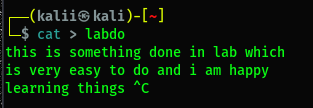 ┌──(kalii㉿kali)-[~]
└─$ cat > labdo
this is something done in lab which
is very easy to do and i am happy
learning things ^C